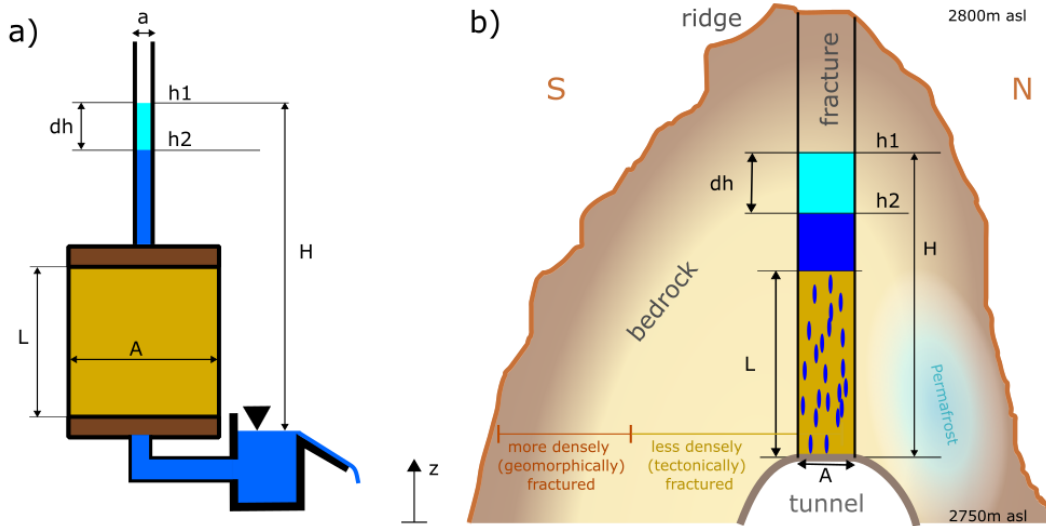 a)
a
h1
dh
h2
H
L
A
z
b)
ridge
2800m asl
S
N
fracture
h1
dh
h2
H
bedrock
L
Permafrost
more densely
(geomorphically)
fractured
less densely
(tectonically)
fractured
A
tunnel
2750m asl